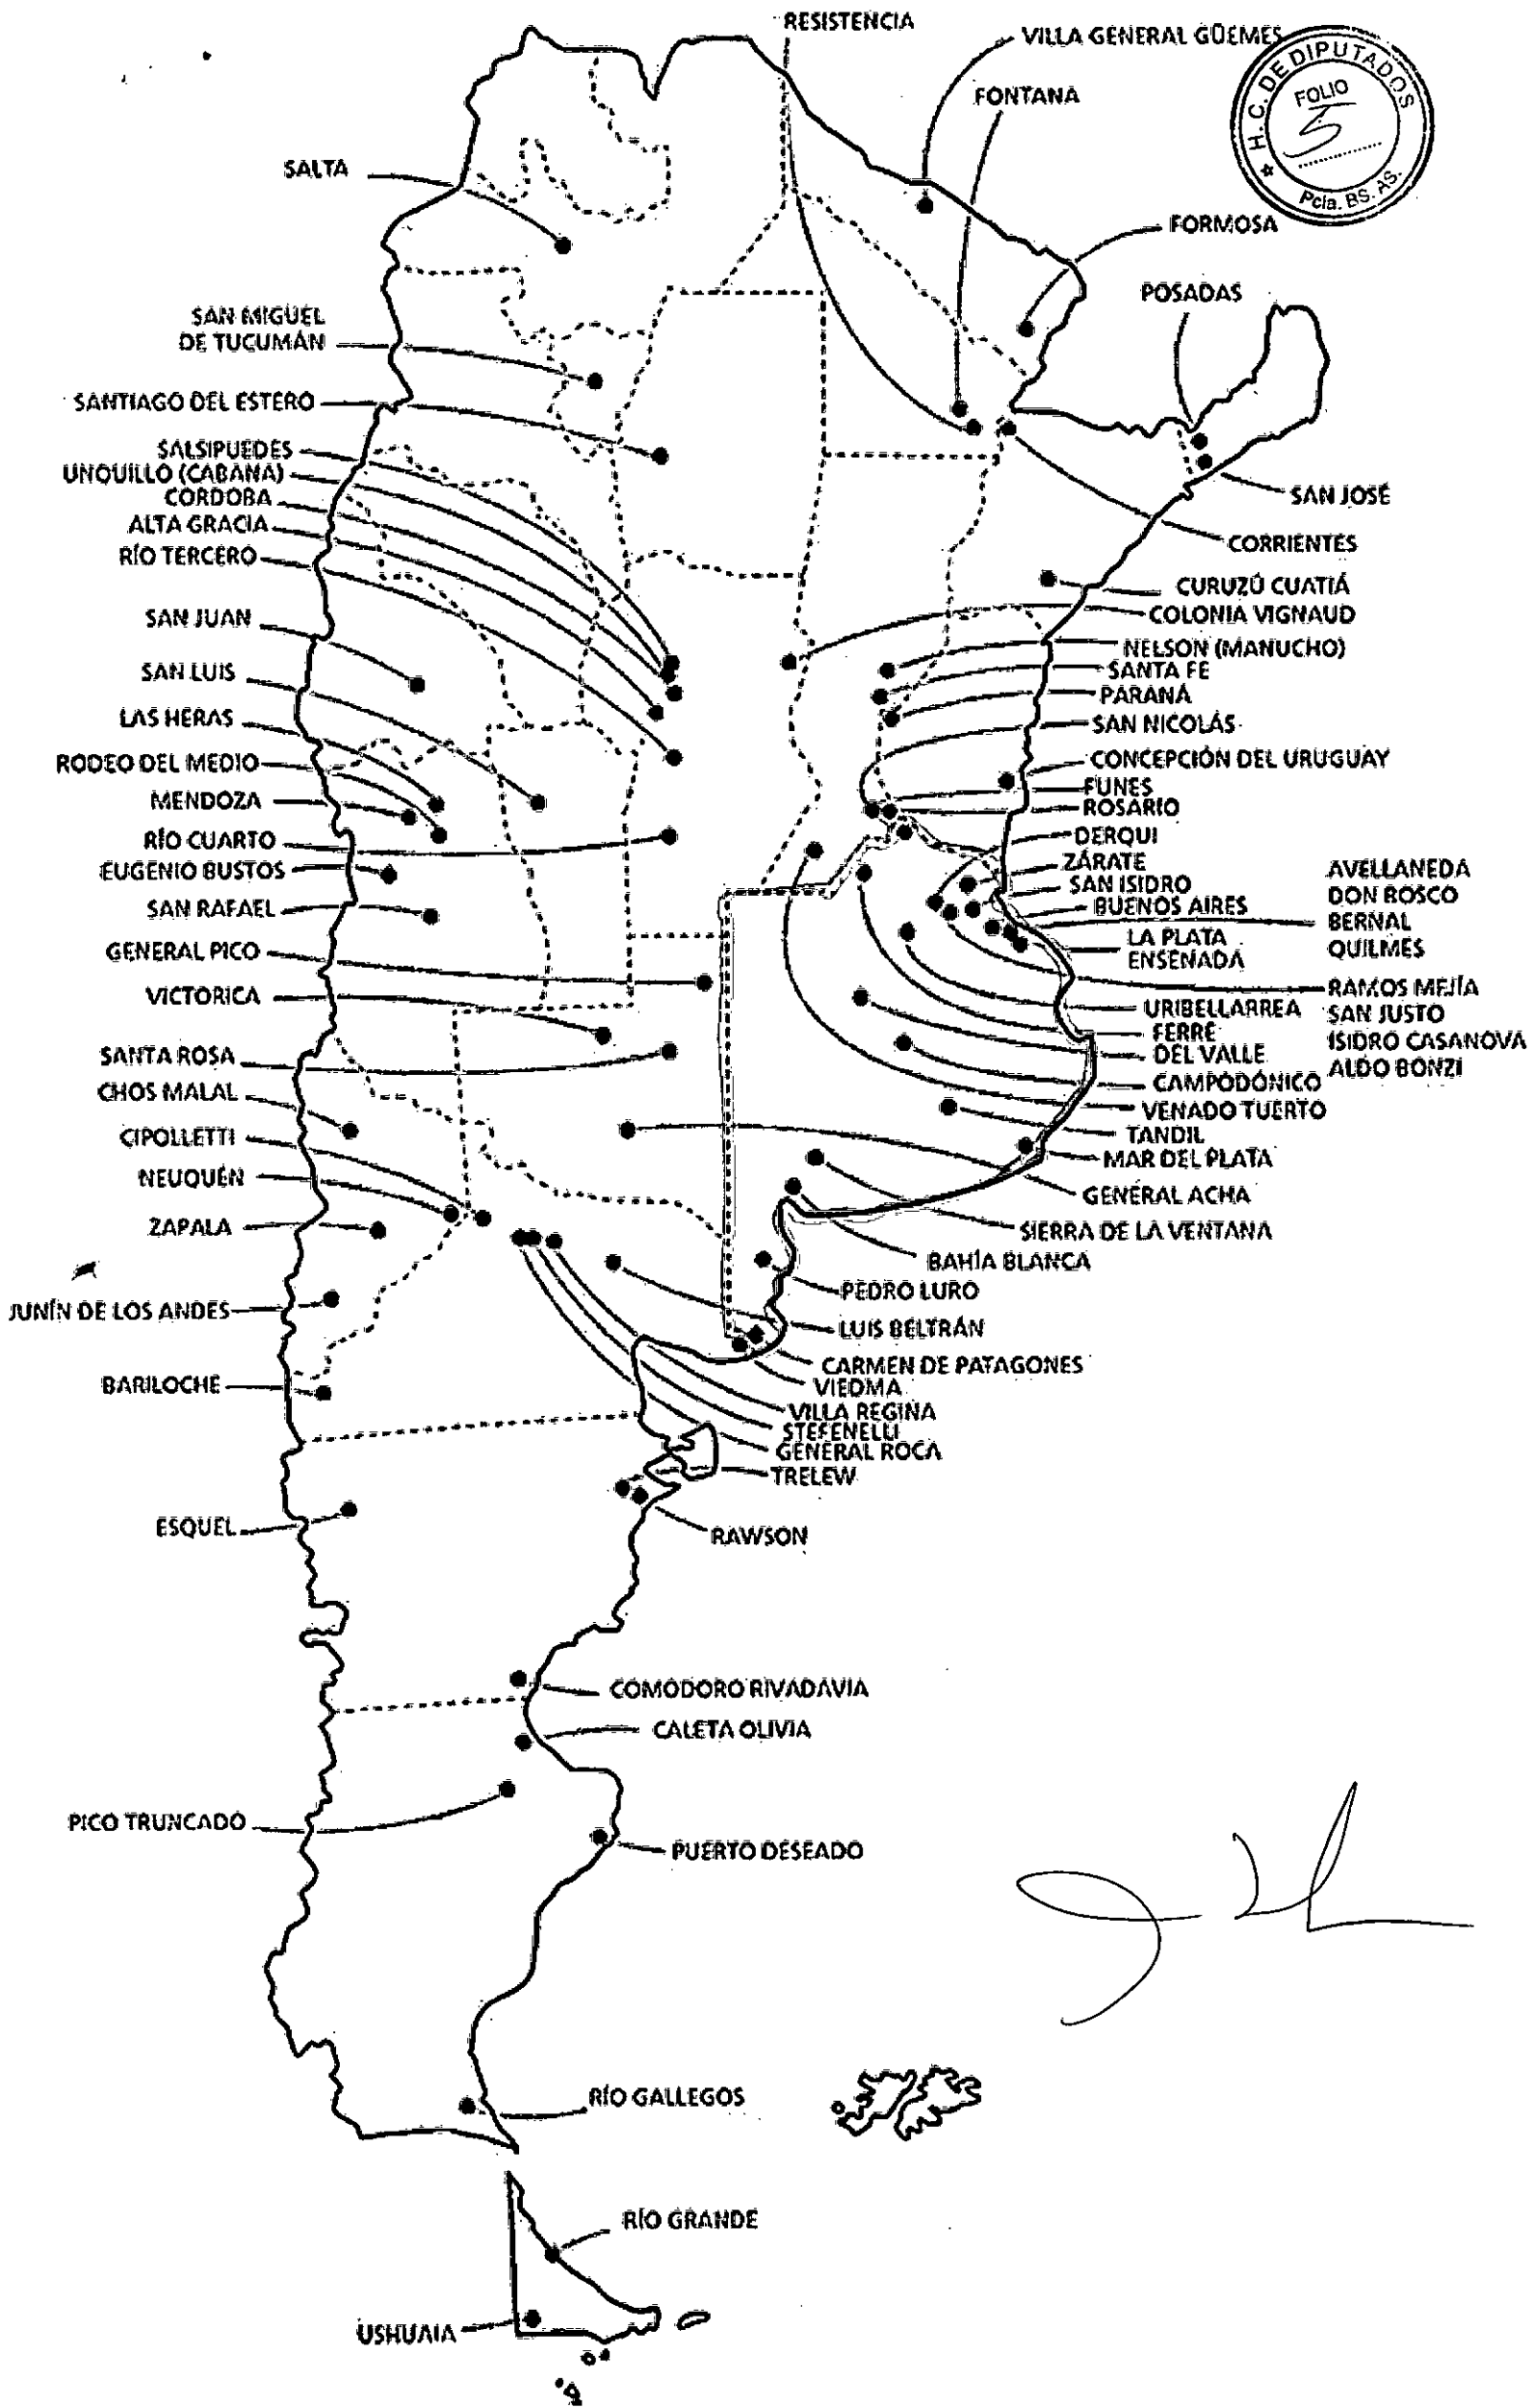 RESISTENCIA
VILLA GENERAL GÜEMES
FONTANA
H. C. DE DIPUTADOS
FOLIO
5
Pcia. BS. AS.
SALTA
FORMOSA
POSADAS
SAN MIGUEL
DE TUCUMÁN
SANTIAGO DEL ESTERO
SALSIPUEDES
UNQUILLO (CABANA)
CORDOBA
ALTA GRACIA
RÍO TERCERO
SAN JUAN
SAN LUIS
LAS HERAS
RODEO DEL MEDIO
MENDOZA
RÍO CUARTO
EUGENIO BUSTOS
SAN RAFAEL
GENERAL PICO
VICTORICA
SANTA ROSA
CHOS MALAL
CIPOLLETTI
NEUQUÉN
ZAPALA
JUNÍN DE LOS ANDES
BARILOCHE
ESQUEL
PICO TRUNCADO
SAN JOSÉ
CORRIENTES
CURUZÚ CUATIÁ
COLONIA VIGNAUD
NELSON (MANUCHO)
SANTA FE
PARANÁ
SAN NICOLÁS
CONCEPCIÓN DEL URUGUAY
FUNES
ROSARIO
DERQUI
ZÁRATE
SAN ISIDRO
BUENOS AIRES
LA PLATA
ENSENADA
AVELLANEDA
DON BOSCO
BERNAL
QUILMES
RAMOS MEJÍA
SAN JUSTO
ISIDRO CASANOVA
ALDO BONZI
URIBELLARREA
FERRÉ
DEL VALLE
CAMPODÓNICO
VENADO TUERTO
TANDIL
MAR DEL PLATA
GENERAL ACHA
SIERRA DE LA VENTANA
BAHÍA BLANCA
PEDRO LURO
LUIS BELTRÁN
CARMEN DE PATAGONES
VIEDMA
VILLA REGINA
STEFENELLI
GENERAL ROCA
TRELEW
RAWSON
COMODORO RIVADAVIA
CALETA OLIVIA
PUERTO DESEADO
RÍO GALLEGOS
RÍO GRANDE
USHUAIA